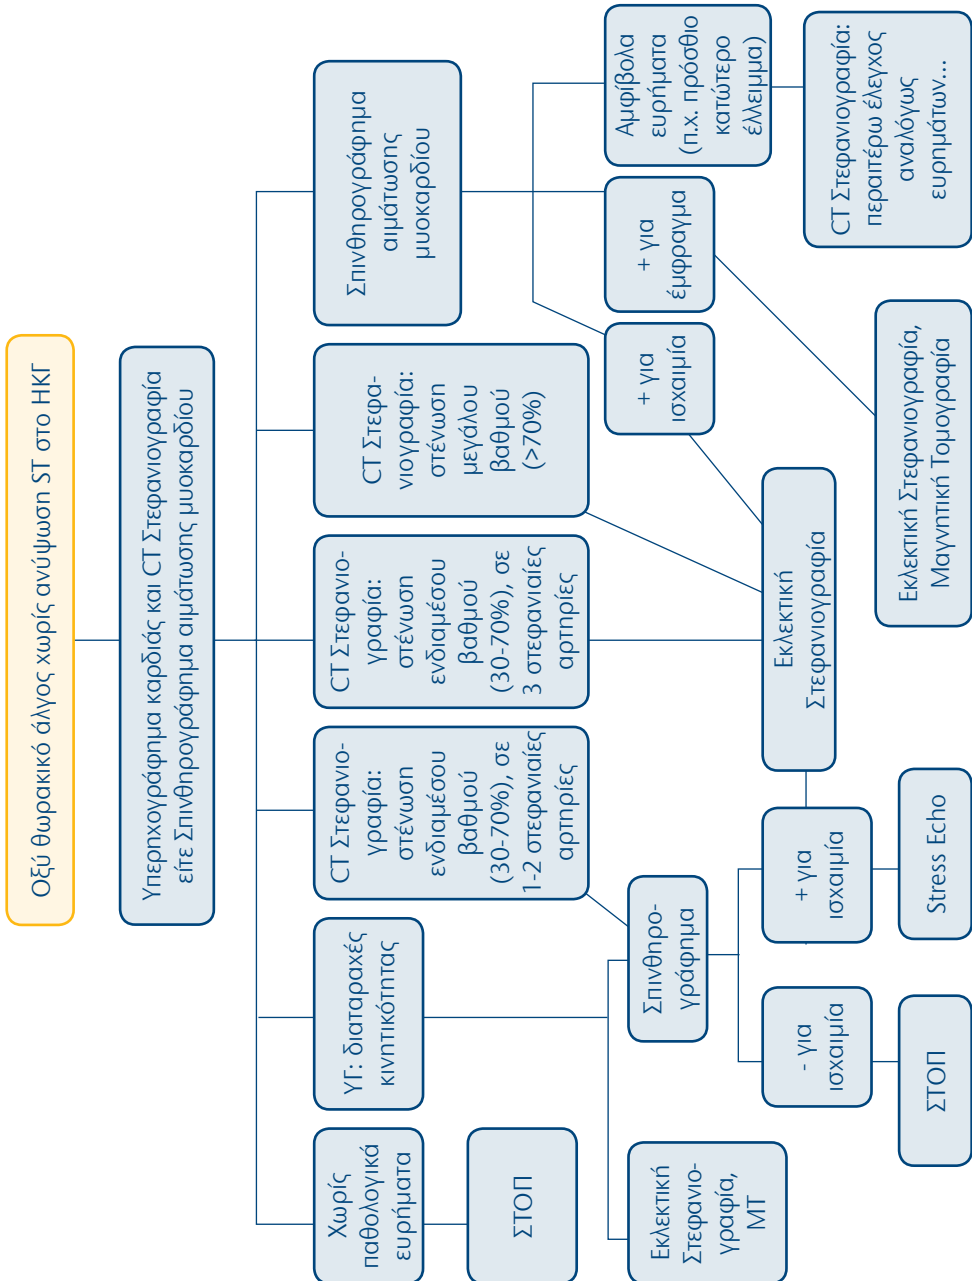 Οξύ θωρακικό άλγος χωρίς ανύψωση ST στο ΗΚΓ
Υπερηχογράφημα καρδιάς και CT Στεφανιογραφία
είτε Σπινθηρογράφημα αιμάτωσης μυοκαρδίου
Χωρίς
παθολογικά
ευρήματα
ΥΓ: διαταραχές
κινητικότητας
CT Στεφανιο-
γραφία:
στένωση
ενδιαμέσου
βαθμού
(30-70%), σε
1-2 στεφανιαίες
αρτηρίες
CT Στεφανιο-
γραφία:
στένωση
ενδιαμέσου
βαθμού
(30-70%), σε
3 στεφανιαίες
αρτηρίες
CT Στεφα-
νιογραφία:
στένωση
μεγάλου
βαθμού
(>70%)
Σπινθηρογράφημα
αιμάτωσης
μυοκαρδίου
ΣΤΟΠ
Εκλεκτική
Στεφανιο-
γραφία,
ΜΤ
Σπινθηρο-
γράφημα
+ για
ισχαιμία
+ για
έμφραγμα
Αμφίβολα
ευρήματα
(π.χ. πρόσθιο
κατώτερο
έλλειμμα)
- για
ισχαιμία
+ για
ισχαιμία
Εκλεκτική
Στεφανιογραφία
CT Στεφανιογραφία:
περαιτέρω έλεγχος
αναλόγως
ευρημάτων...
ΣΤΟΠ
Stress Echo
Εκλεκτική Στεφανιογραφία,
Μαγνητική Τομογραφία